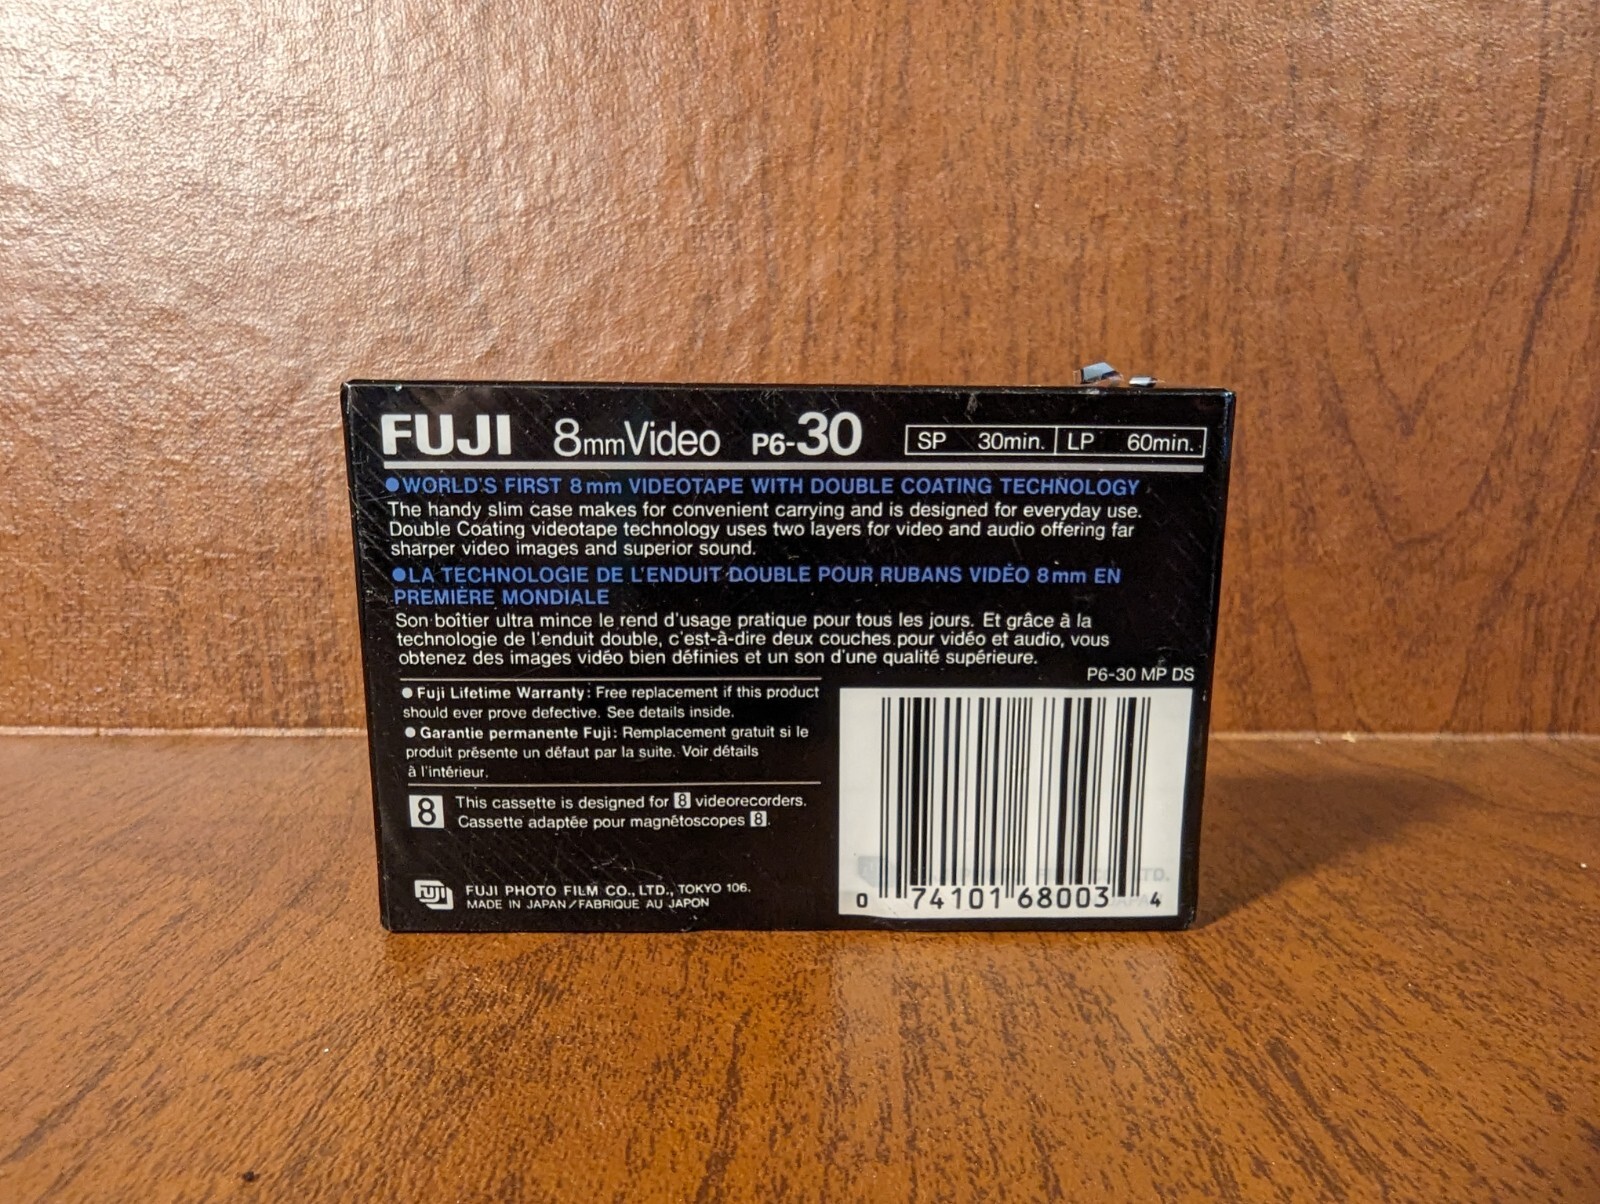 FUJI 8mm Video P6-30 SP 30min. LP 60min.
●WORLD'S FIRST 8mm VIDEOTAPE WITH DOUBLE COATING TECHNOLOGY
The handy slim case makes for convenient carrying and is designed for everyday use.
Double Coating videotape technology uses two layers for video and audio offering far
sharper video images and superior sound.
●LA TECHNOLOGIE DE L'ENDUIT DOUBLE POUR RUBANS VIDÉO 8mm EN
PREMIÈRE MONDIALE
Son boîtier ultra mince le rend d'usage pratique pour tous les jours. Et grâce à la
technologie de l'enduit double, c'est-à-dire deux couches pour vidéo et audio, vous
obtenez des images vidéo bien définies et un son d'une qualité supérieure.
P6-30 MP DS
● Fuji Lifetime Warranty: Free replacement if this product
should ever prove defective. See details inside.
● Garantie permanente Fuji: Remplacement gratuit si le
produit présente un défaut par la suite. Voir détails
à l'intérieur.
8 This cassette is designed for 8 videorecorders.
Cassette adaptée pour magnétoscopes 8.
FUJI FUJI PHOTO FILM CO., LTD., TOKYO 106.
MADE IN JAPAN/FABRIQUE AU JAPON
0 74101 68003 4